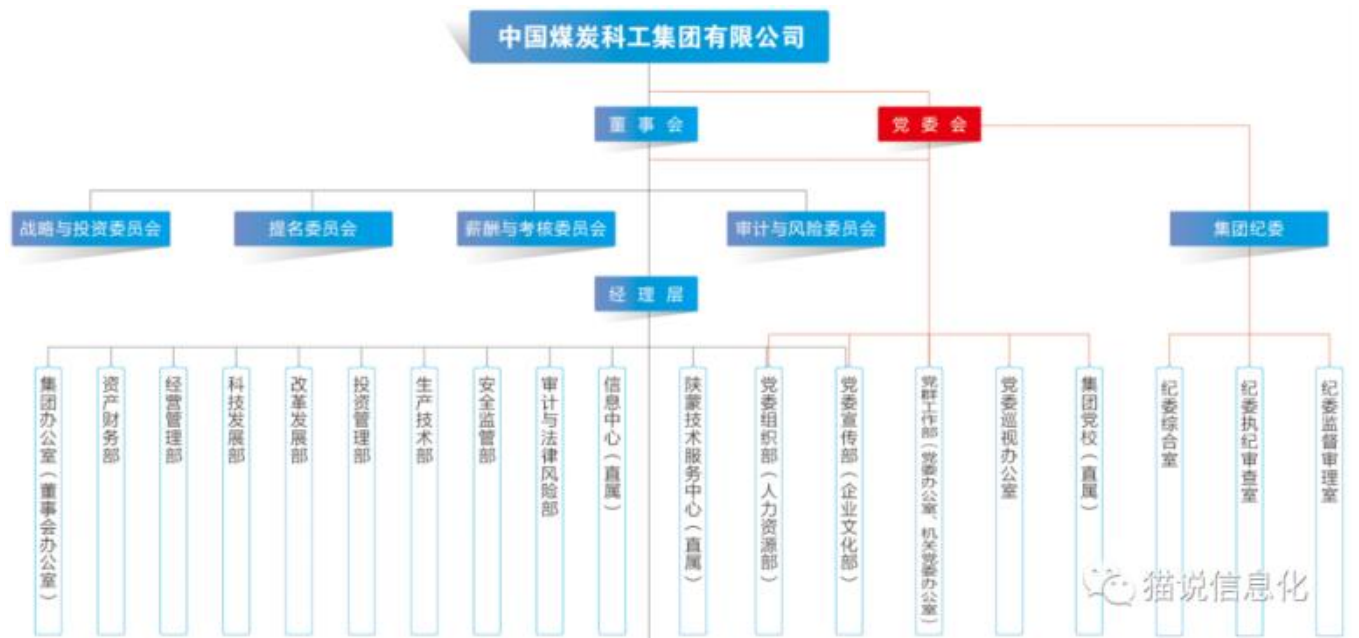 中国煤炭科工集团有限公司
董事会
党委会
战略与投资委员会
提名委员会
薪酬与考核委员会
审计与风险委员会
集团纪委
经理层
集团办公室（董事会办公室）
资产财务部
经营管理部
科技发展部
改革发展部
投资管理部
生产技术部
安全监管部
审计与法律风险部
信息中心（直属）
陕蒙技术服务中心（直属）
党委组织部（人力资源部）
党委宣传部（企业文化部）
党群工作部（党委办公室、机关党委办公室）
党委巡视办公室
集团党校（直属）
纪委综合室
纪委执纪审查室
纪委监督审理室
猫说信息化